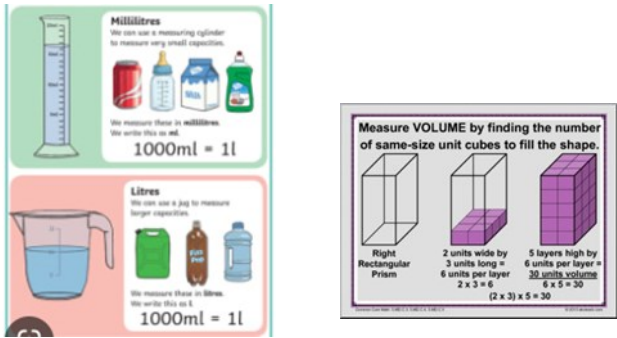 Millilitres
We can use a measuring cylinder
to measure very small capacities.
Milk
We measure these in millilitres.
We write this as ml.
1000ml = 1l
Litres
We can use a jug to measure
larger capacities.
Fizz
Pop
We measure these in litres.
We write this as l.
1000ml = 1l
Measure VOLUME by finding the number
of same-size unit cubes to fill the shape.
Right
Rectangular
Prism
2 units wide by
3 units long =
6 units per layer
2 x 3 = 6
5 layers high by
6 units per layer =
30 units volume
6 x 5 = 30
(2 x 3) x 5 = 30